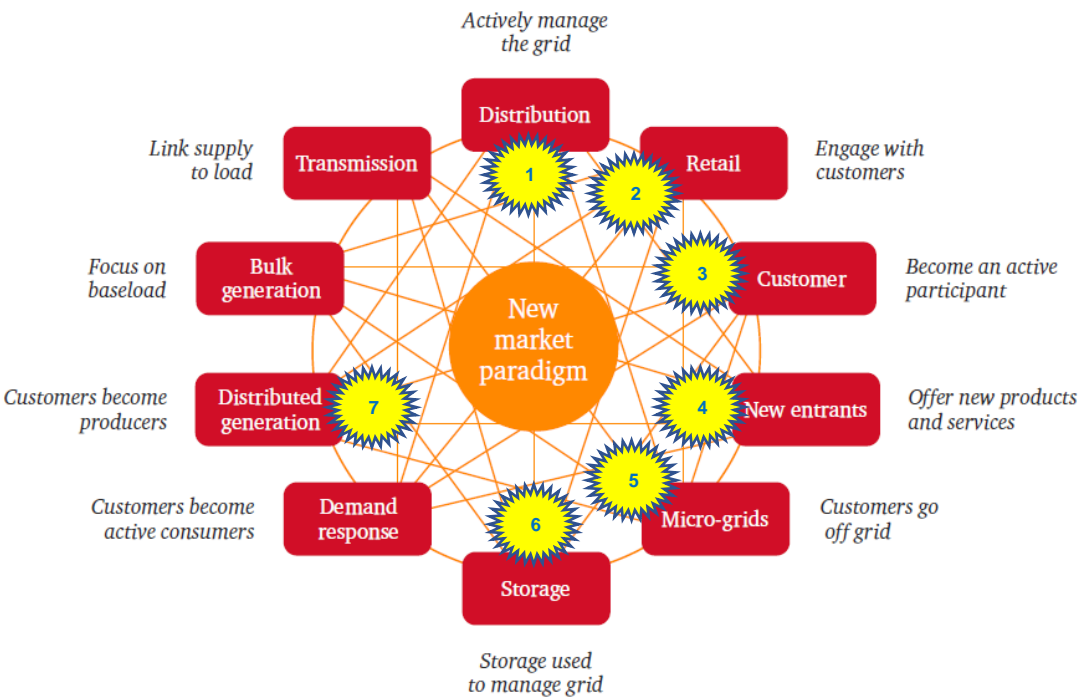 Actively manage
the grid
Distribution
Transmission
Link supply
to load
1
2
Retail
Engage with
customers
Bulk
generation
Focus on
baseload
3
Customer
Become an active
participant
New
market
paradigm
Customers become
producers
Distributed
generation
7
4
New entrants
Offer new products
and services
Customers become
active consumers
Demand
response
6
5
Micro-grids
Customers go
off grid
Storage
Storage used
to manage grid